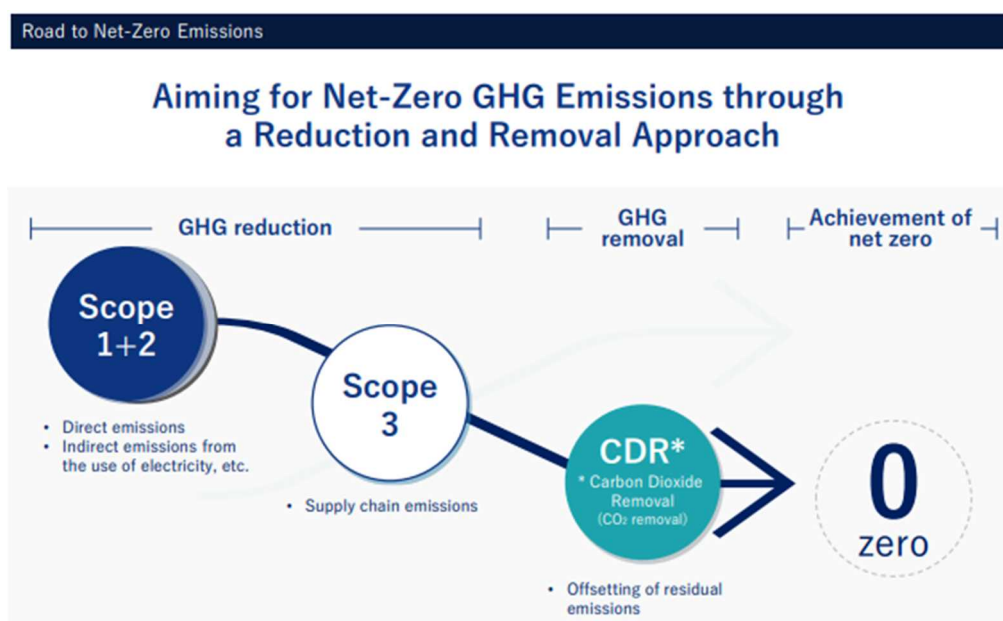 Road to Net-Zero Emissions
Aiming for Net-Zero GHG Emissions through
a Reduction and Removal Approach
GHG reduction
GHG
removal
Achievement of
net zero
Scope
1+2
• Direct emissions
• Indirect emissions from
the use of electricity, etc.
Scope
3
• Supply chain emissions
CDR*
* Carbon Dioxide
Removal
(CO₂ removal)
• Offsetting of residual
emissions
0
zero